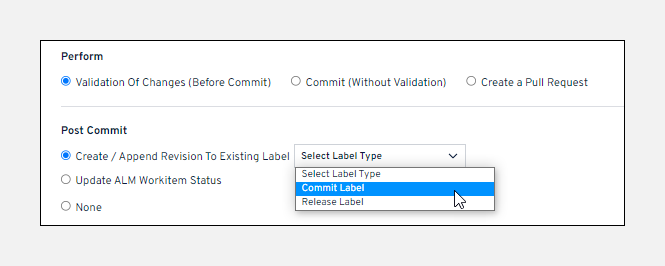 Perform
Validation Of Changes (Before Commit) Commit (Without Validation) Create a Pull Request
Post Commit
Create / Append Revision To Existing Label Select Label Type
Select Label Type
Update ALM Workitem Status
Commit Label
Release Label
None